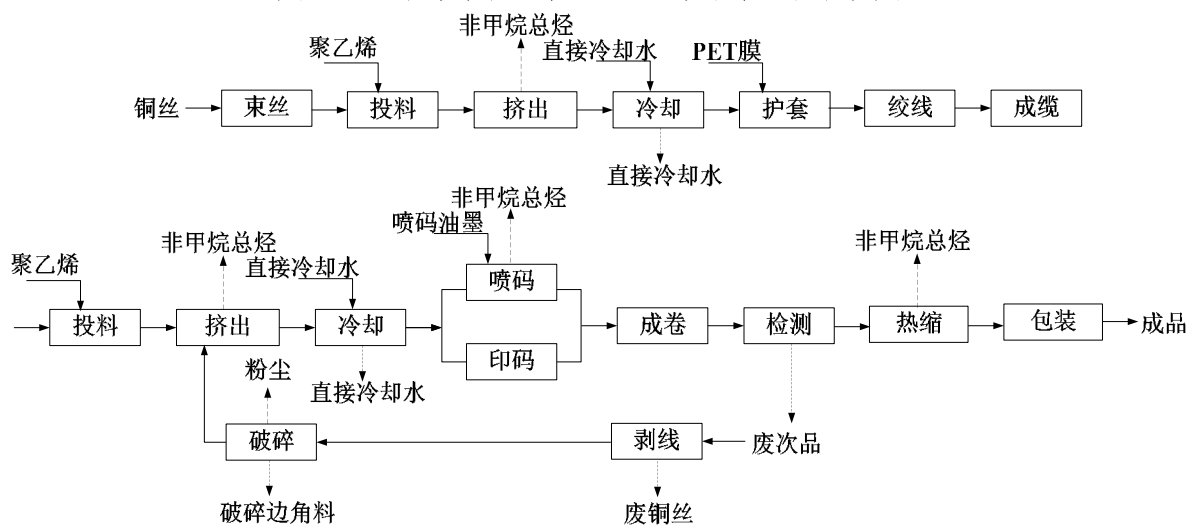 非甲烷总烃
聚乙烯
直接冷却水
PET膜
铜丝
束丝
投料
挤出
冷却
护套
绞线
成缆
直接冷却水
非甲烷总烃
喷码油墨
非甲烷总烃
非甲烷总烃
聚乙烯
直接冷却水
喷码
投料
挤出
冷却
成卷
检测
热缩
包装
成品
印码
粉尘
直接冷却水
破碎
剥线
废次品
破碎边角料
废铜丝